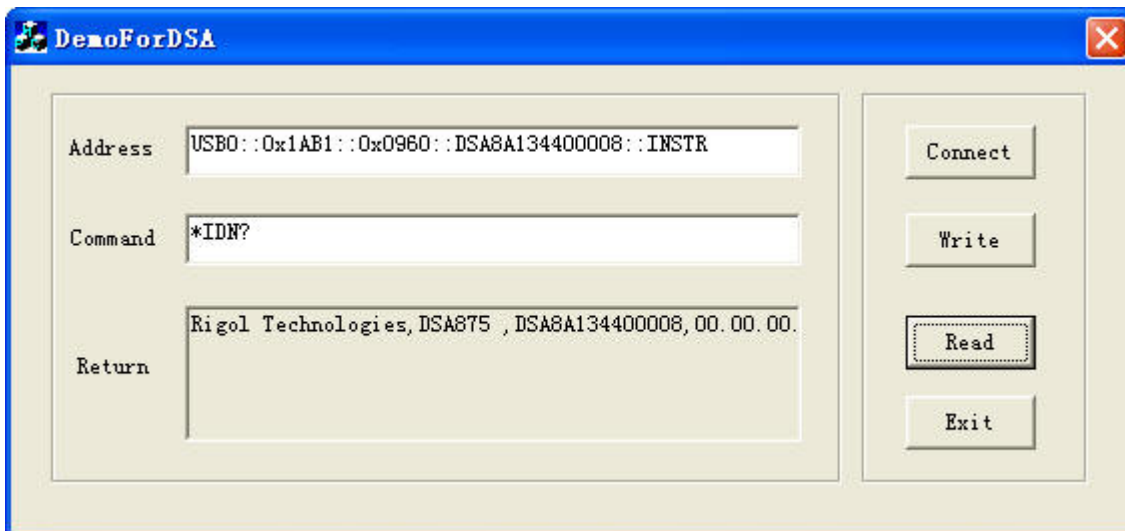 DemoForDSA
Address
USB0::0x1AB1::0x0960::DSA8A134400008::INSTR
Connect
Command
*IDN?
Write
Return
Rigol Technologies,DSA875 ,DSA8A134400008,00.00.00.
Read
Exit